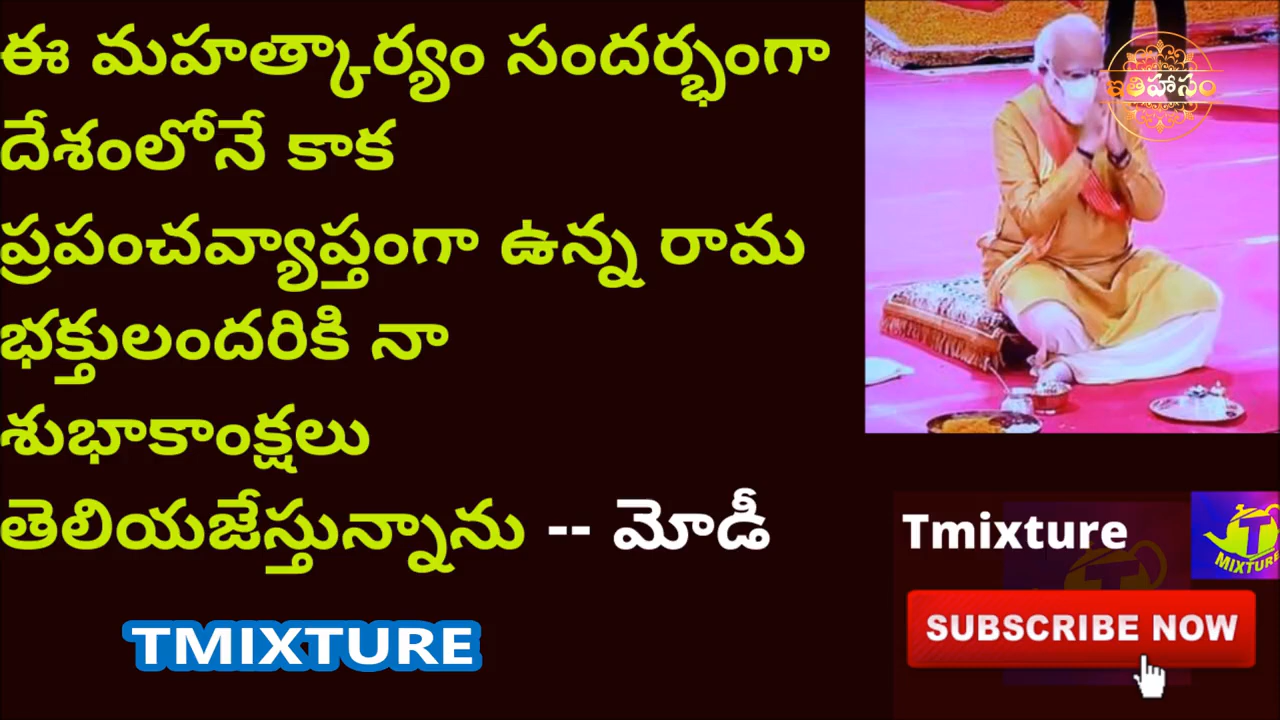 ఈ మహత్కార్యం సందర్భంగా
దేశంలోనే కాక
ప్రపంచవ్యాప్తంగా ఉన్న రామ
భక్తులందరికి నా
శుభాకాంక్షలు
తెలియజేస్తున్నాను -- మోడీ
TMIXTURE
ఇతిహాసం
Tmixture
T
MIXTURE
SUBSCRIBE NOW